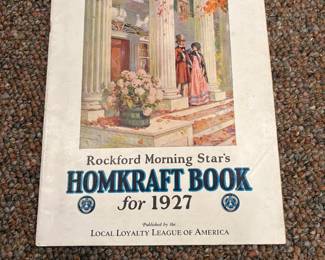 Rockford Morning Star's
HOMKRAFT BOOK
for 1927
Published by the
LOCAL LOYALTY LEAGUE OF AMERICA